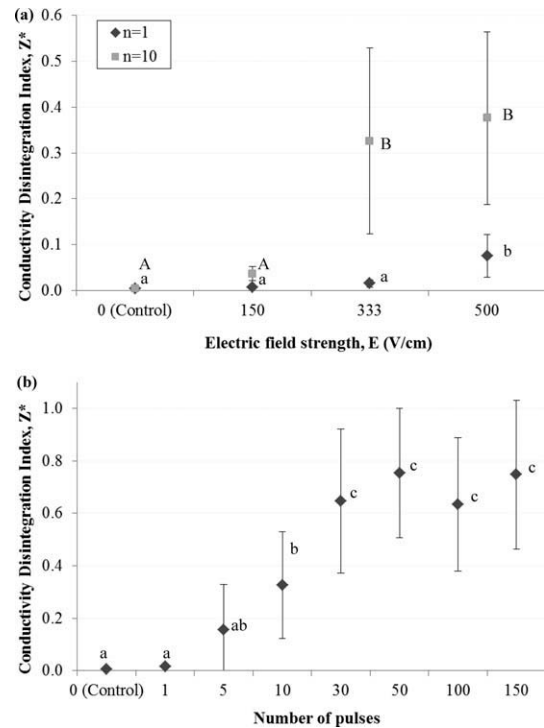 (a)
Conductivity Disintegration Index, Z*
0.6
0.5
0.4
0.3
0.2
0.1
0.0
n=1
n=10
A
a
A
a
B
a
B
b
0 (Control) 150 333 500
Electric field strength, E (V/cm)
(b)
Conductivity Disintegration Index, Z*
1.0
0.8
0.6
0.4
0.2
0.0
a
a
ab
b
c
c
c
c
0 (Control) 1 5 10 30 50 100 150
Number of pulses